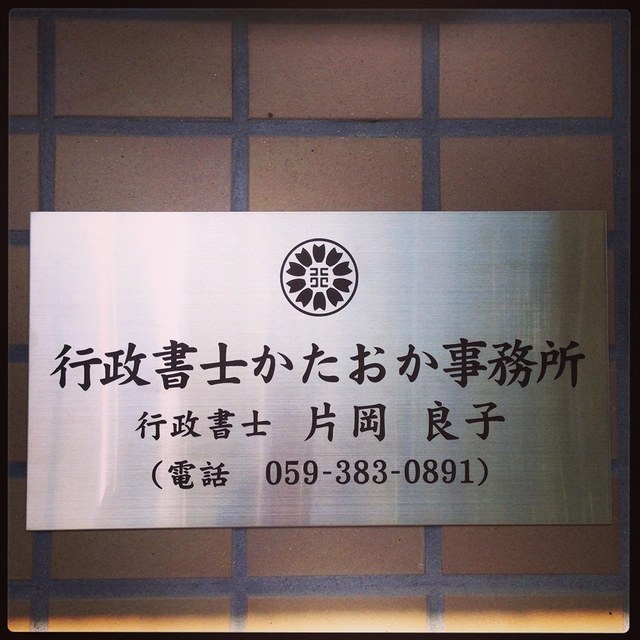 行政書士かたおか事務所
行政書士 片岡 良子
(電話 059-383-0891)